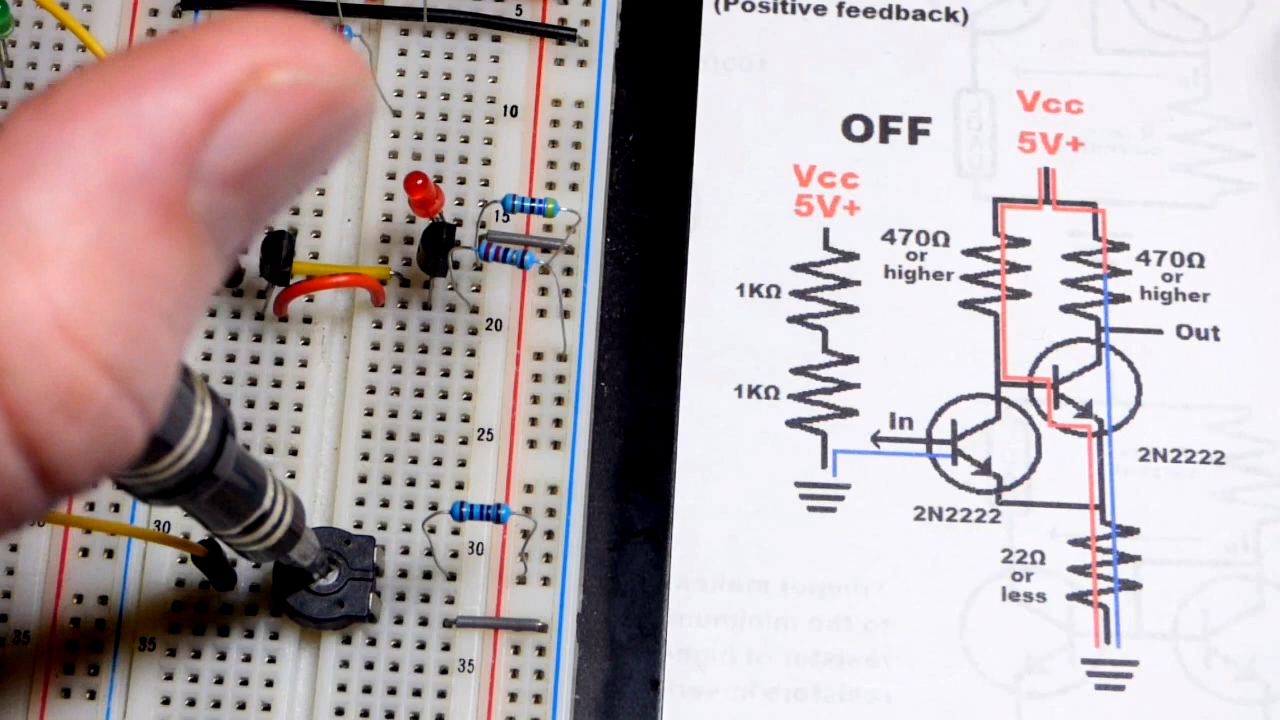 (Positive feedback)
OFF
Vcc
5V+
Vcc
5V+
470Ω
or
higher
470Ω
or
higher
1KΩ
1KΩ
Out
In
2N2222
2N2222
22Ω
or
less
5
10
15
20
25
30
35
30
35
35